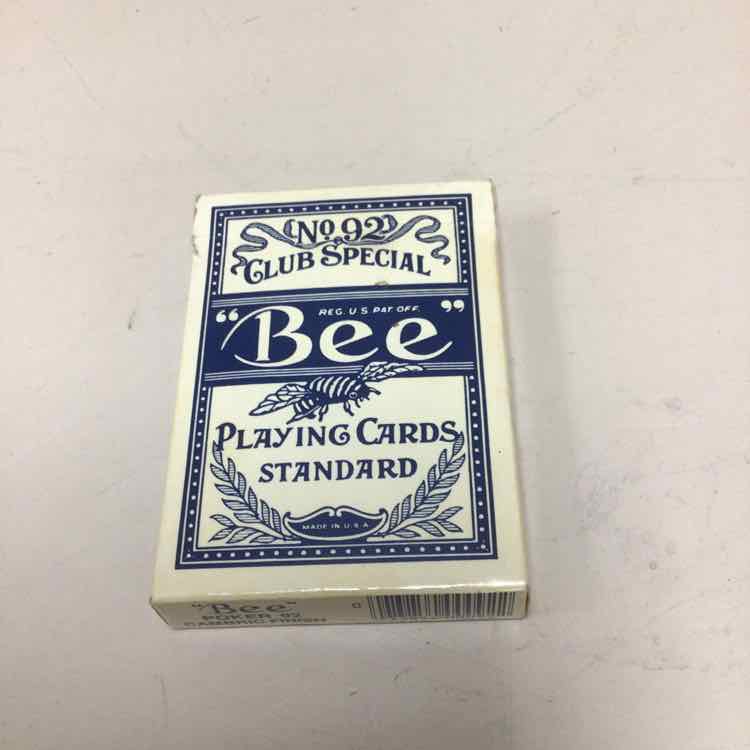 No. 92
CLUB SPECIAL
REG. U S PAT. OFF.
“Bee”
PLAYING CARDS
STANDARD
MADE IN U.S.A.
“Bee”
POKER 92
CAMBRIC FINISH